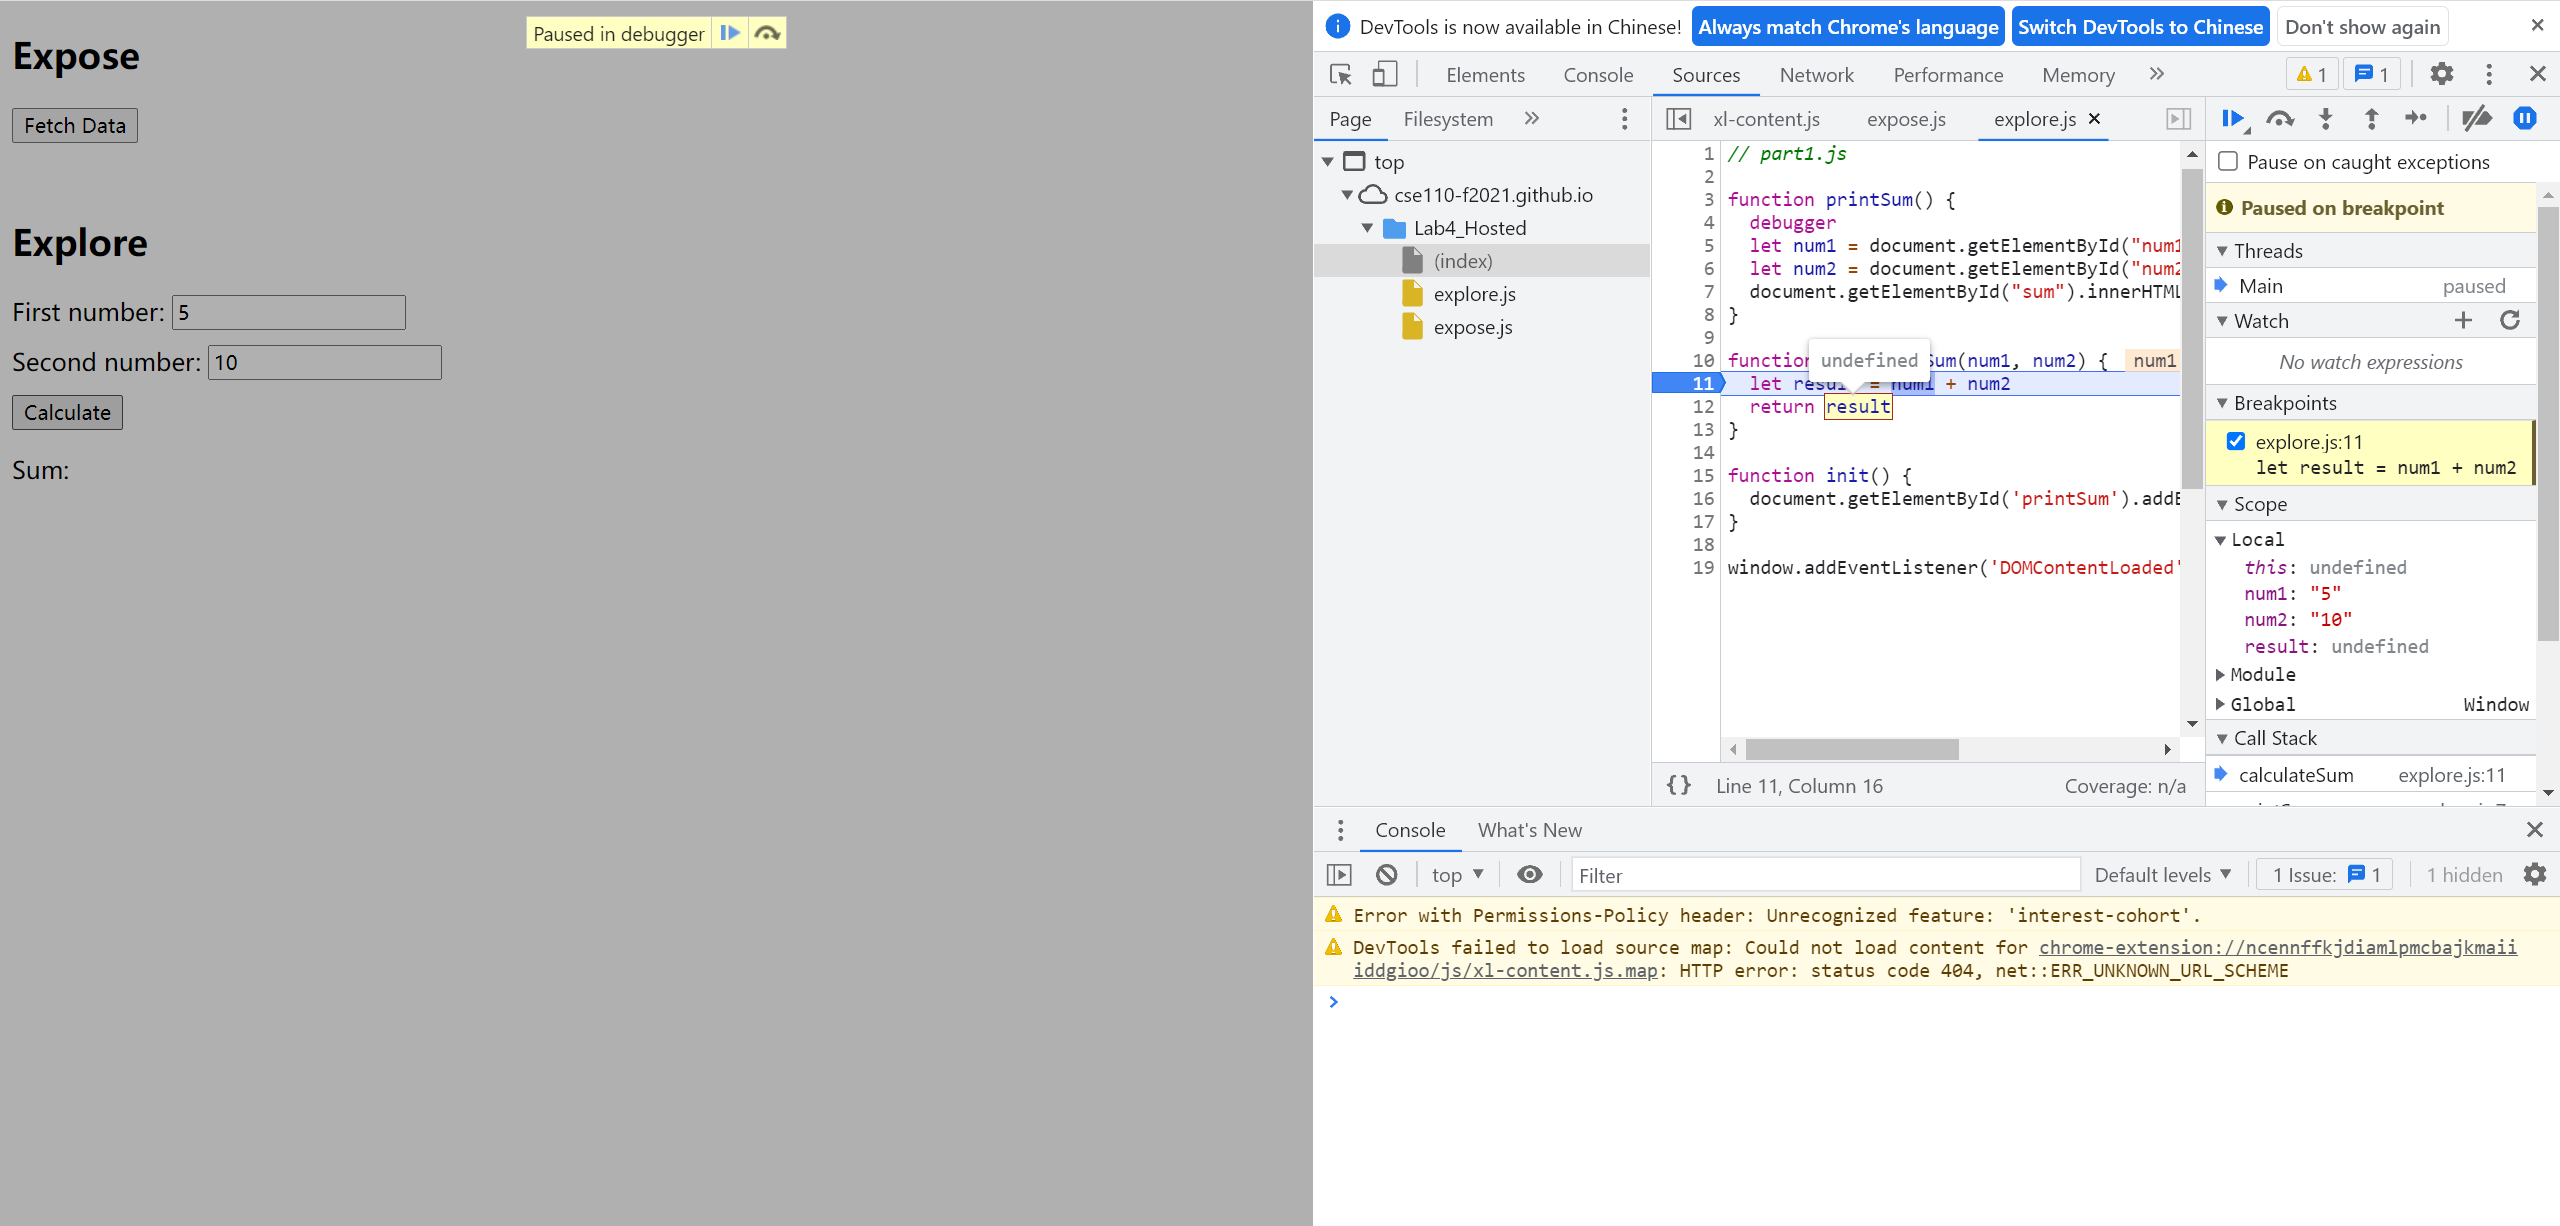 Paused in debugger
Expose
Fetch Data
Explore
First number: 5
Second number: 10
Calculate
Sum:
DevTools is now available in Chinese! Always match Chrome's language Switch DevTools to Chinese Don't show again
Elements Console Sources Network Performance Memory 1 1
Page Filesystem
top
cse110-f2021.github.io
Lab4_Hosted
(index)
explore.js
expose.js
xl-content.js expose.js explore.js
1 // part1.js
2
3 function printSum() {
4 debugger
5 let num1 = document.getElementById("num1
6 let num2 = document.getElementById("num2
7 document.getElementById("sum").innerHTML
8 }
9
10 function Sum(num1, num2) { num1
undefined
11 let result = num1 + num2
12 return result
13 }
14
15 function init() {
16 document.getElementById('printSum').addE
17 }
18
19 window.addEventListener('DOMContentLoaded'
{} Line 11, Column 16 Coverage: n/a
Pause on caught exceptions
Paused on breakpoint
Threads
Main paused
Watch
No watch expressions
Breakpoints
explore.js:11
let result = num1 + num2
Scope
Local
this: undefined
num1: "5"
num2: "10"
result: undefined
Module
Global Window
Call Stack
calculateSum explore.js:11
Console What's New
top Filter Default levels 1 Issue: 1 1 hidden
Error with Permissions-Policy header: Unrecognized feature: 'interest-cohort'.
DevTools failed to load source map: Could not load content for chrome-extension://ncennffkjdiamlpmcbajkmaii
iddgioo/js/xl-content.js.map: HTTP error: status code 404, net::ERR_UNKNOWN_URL_SCHEME